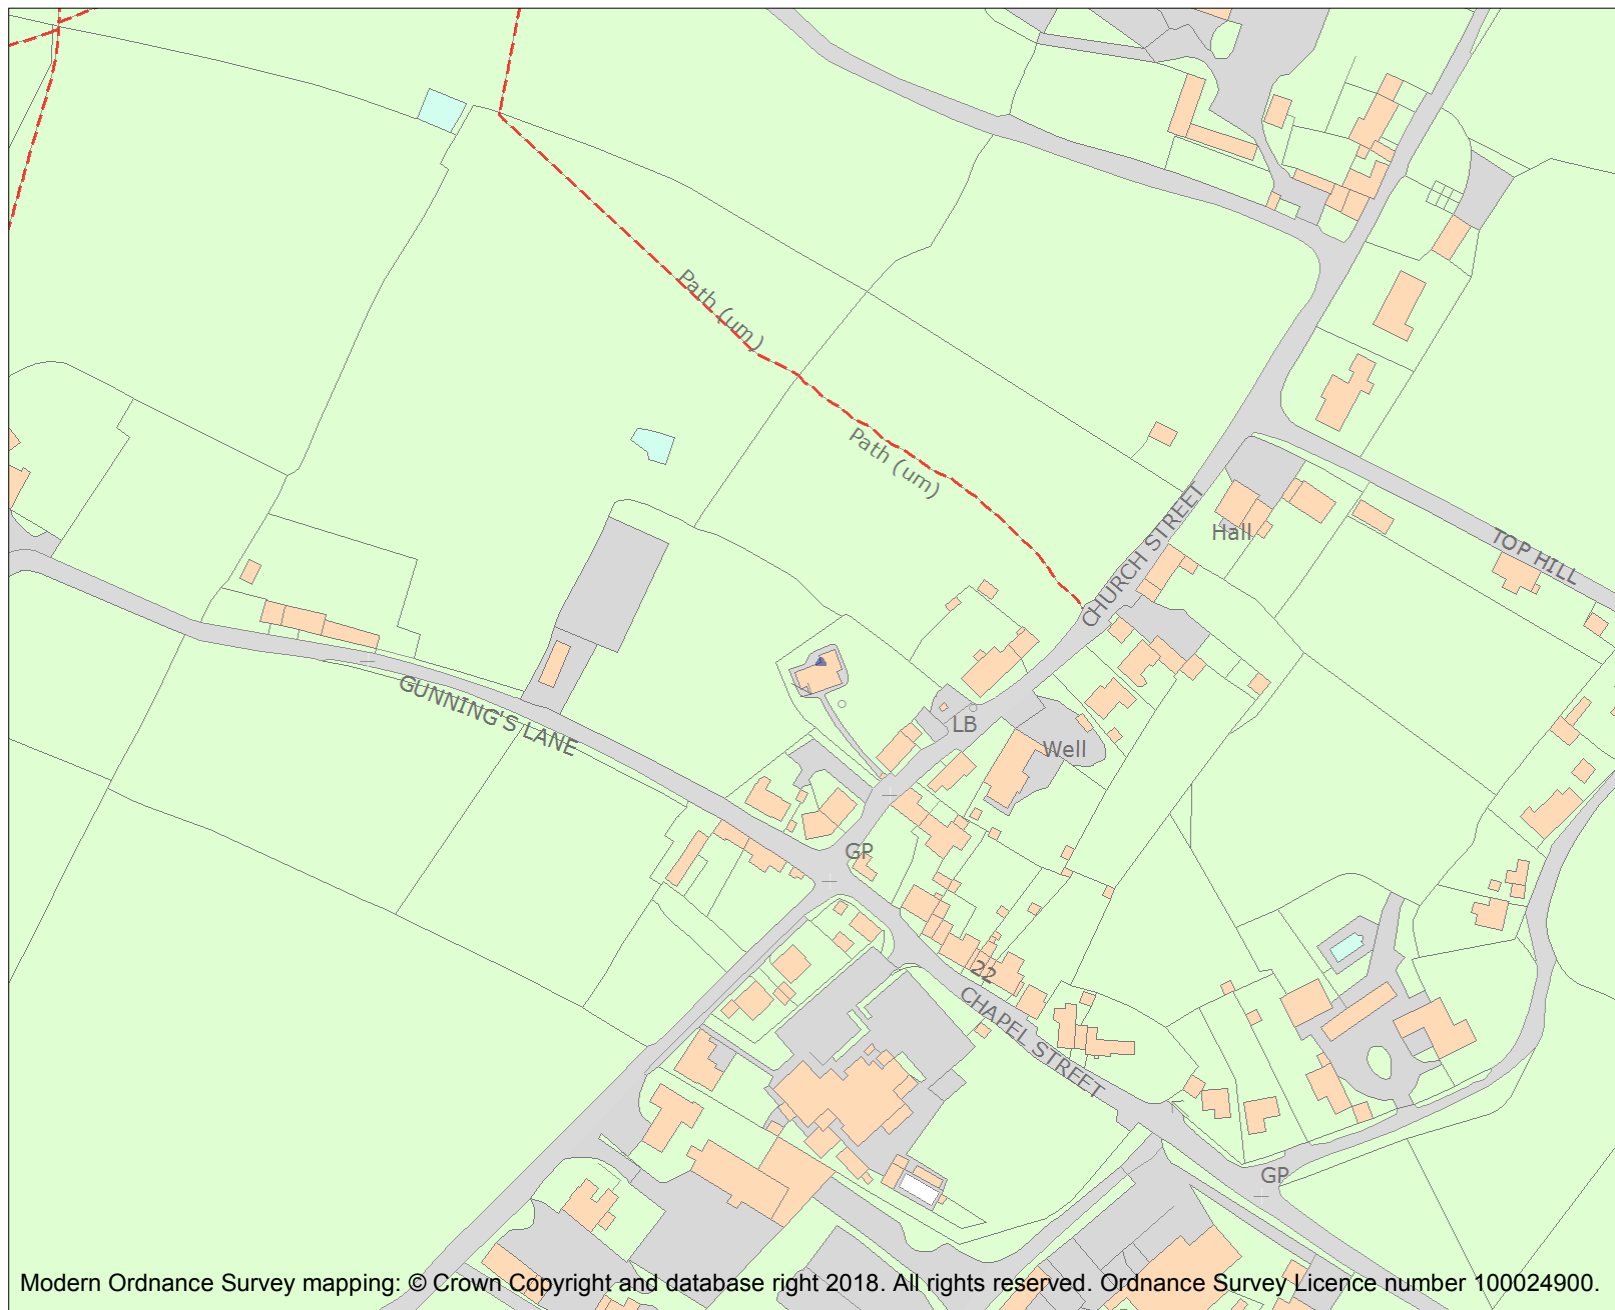 Path (um)
Path (um)
CHURCH STREET
Hall
TOP HILL
GUNNING'S LANE
LB
Well
GP
22
CHAPEL STREET
GP
Modern Ordnance Survey mapping: © Crown Copyright and database right 2018. All rights reserved. Ordnance Survey Licence number 100024900.